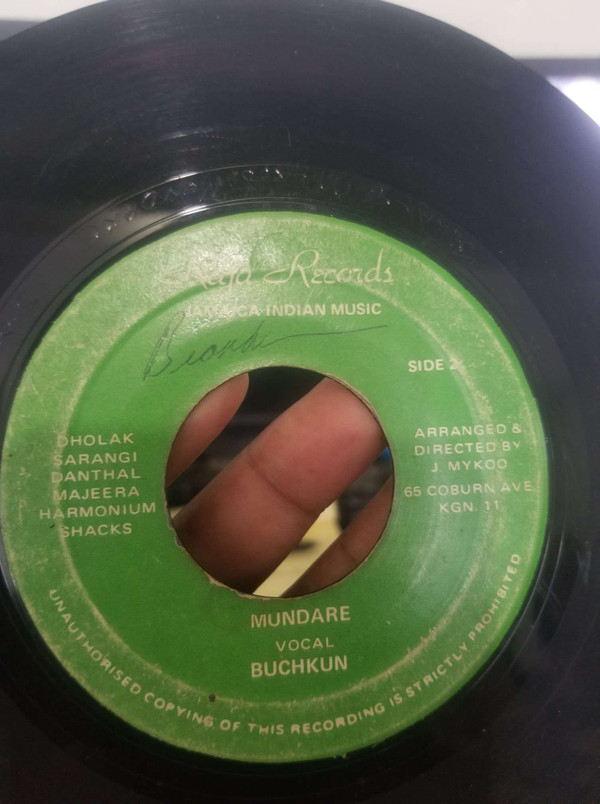 Records
JAMAICA INDIAN MUSIC
SIDE 2
DHOLAK
SARANGI
DANTHAL
MAJEERA
HARMONIUM
SHACKS
ARRANGED &
DIRECTED BY
J. MYKOO
65 COBURN AVE
KGN. 11
MUNDARE
VOCAL
BUCHKUN
UNAUTHORISED COPYING OF THIS RECORDING IS STRICTLY PROHIBITED